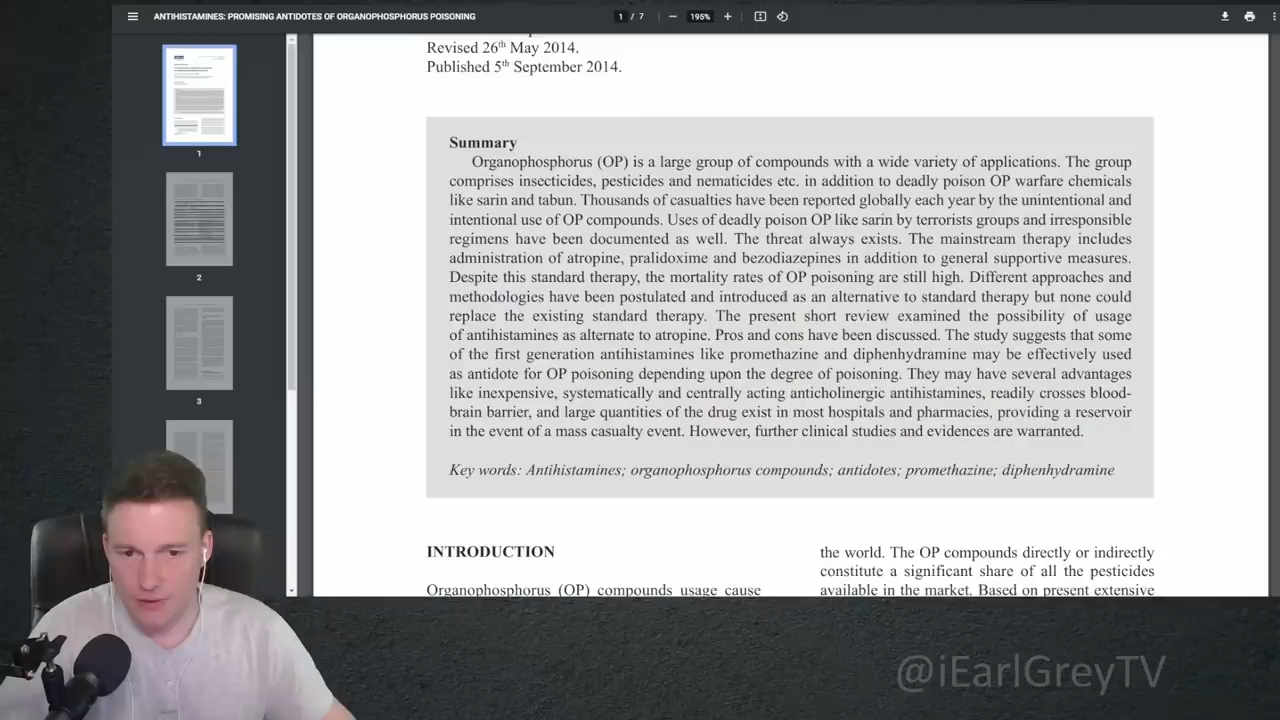 ANTIHISTAMINES: PROMISING ANTIDOTES OF ORGANOPHOSPHORUS POISONING
1 / 7
195%
1
2
3
Revised 26th May 2014.
Published 5th September 2014.
Summary
Organophosphorus (OP) is a large group of compounds with a wide variety of applications. The group
comprises insecticides, pesticides and nematicides etc. in addition to deadly poison OP warfare chemicals
like sarin and tabun. Thousands of casualties have been reported globally each year by the unintentional and
intentional use of OP compounds. Uses of deadly poison OP like sarin by terrorists groups and irresponsible
regimens have been documented as well. The threat always exists. The mainstream therapy includes
administration of atropine, pralidoxime and bezodiazepines in addition to general supportive measures.
Despite this standard therapy, the mortality rates of OP poisoning are still high. Different approaches and
methodologies have been postulated and introduced as an alternative to standard therapy but none could
replace the existing standard therapy. The present short review examined the possibility of usage
of antihistamines as alternate to atropine. Pros and cons have been discussed. The study suggests that some
of the first generation antihistamines like promethazine and diphenhydramine may be effectively used
as antidote for OP poisoning depending upon the degree of poisoning. They may have several advantages
like inexpensive, systematically and centrally acting anticholinergic antihistamines, readily crosses blood-
brain barrier, and large quantities of the drug exist in most hospitals and pharmacies, providing a reservoir
in the event of a mass casualty event. However, further clinical studies and evidences are warranted.
Key words: Antihistamines; organophosphorus compounds; antidotes; promethazine; diphenhydramine
INTRODUCTION
Organophosphorus (OP) compounds usage cause
the world. The OP compounds directly or indirectly
constitute a significant share of all the pesticides
available in the market. Based on present extensive
@iEarlGreyTV